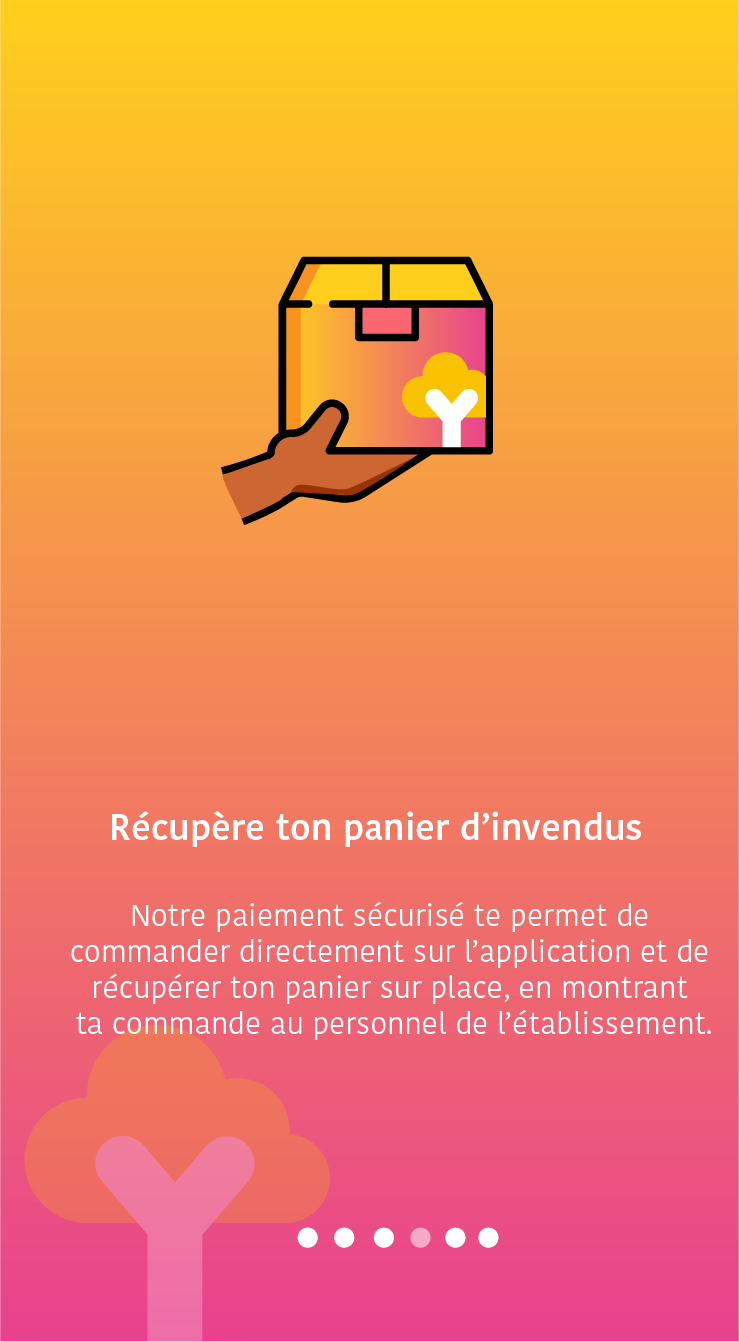 Récupère ton panier d’invendus
Notre paiement sécurisé te permet de
commander directement sur l’application et de
récupérer ton panier sur place, en montrant
ta commande au personnel de l’établissement.